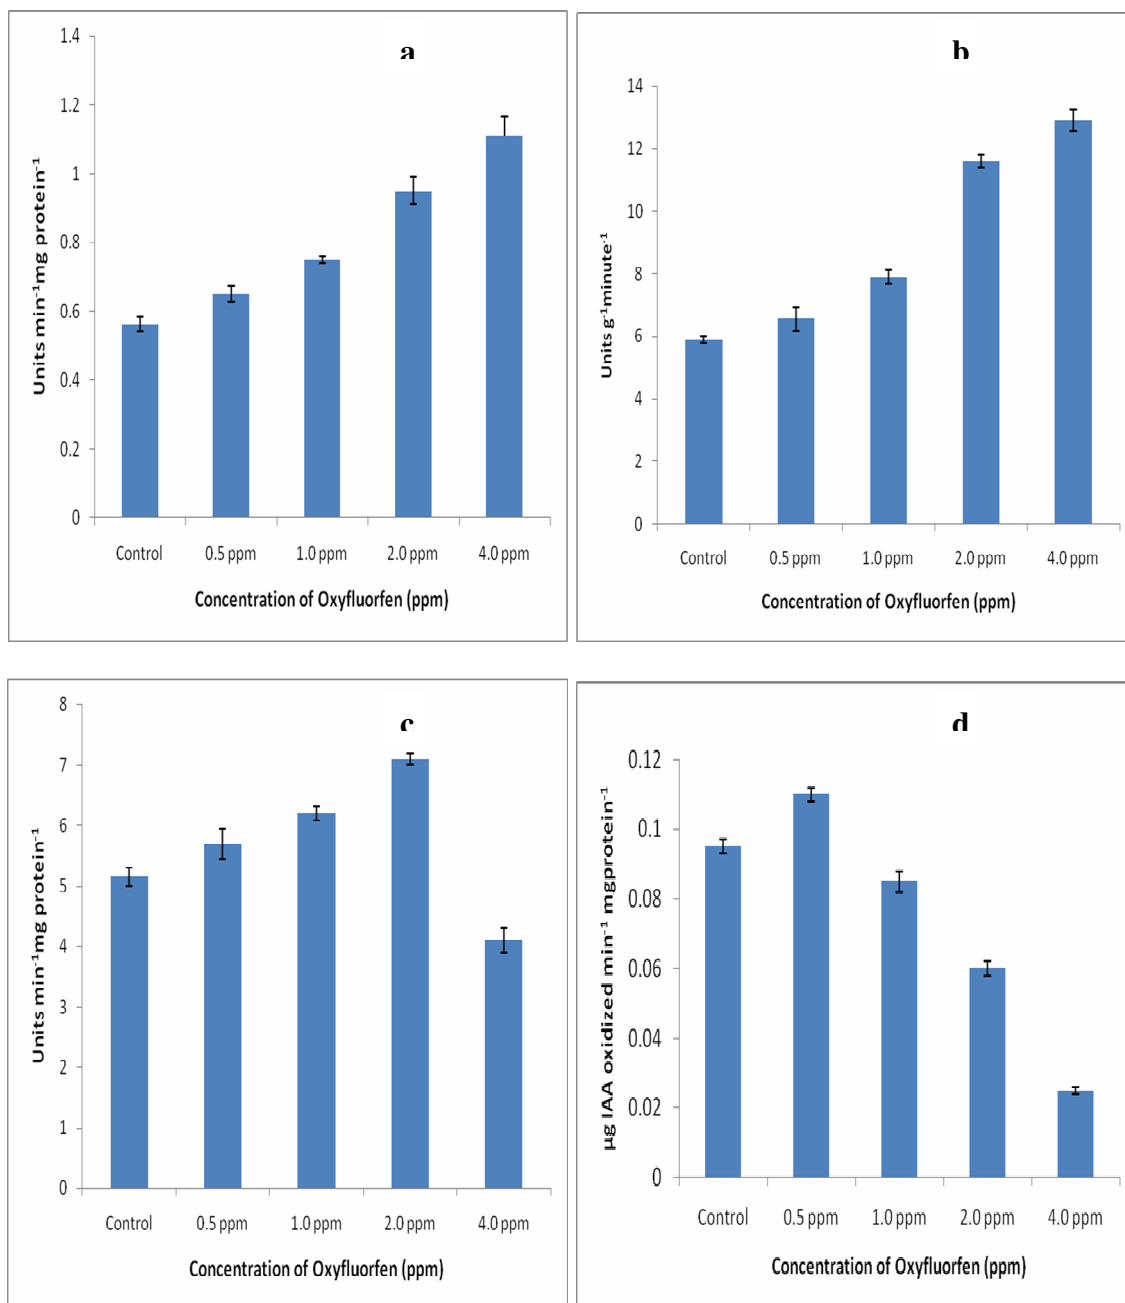 a
1.4
1.2
1
0.8
0.6
0.4
0.2
0
Units min⁻¹mg protein⁻¹
Control 0.5 ppm 1.0 ppm 2.0 ppm 4.0 ppm
Concentration of Oxyfluorfen (ppm)
b
14
12
10
8
6
4
2
0
Units g⁻¹minute⁻¹
Control 0.5 ppm 1.0 ppm 2.0 ppm 4.0 ppm
Concentration of Oxyfluorfen (ppm)
c
8
7
6
5
4
3
2
1
0
Units min⁻¹mg protein⁻¹
Control 0.5 ppm 1.0 ppm 2.0 ppm 4.0 ppm
Concentration of Oxyfluorfen (ppm)
d
0.12
0.1
0.08
0.06
0.04
0.02
0
µg IAA oxidized min⁻¹ mgprotein⁻¹
Control 0.5 ppm 1.0 ppm 2.0 ppm 4.0 ppm
Concentration of Oxyfluorfen (ppm)